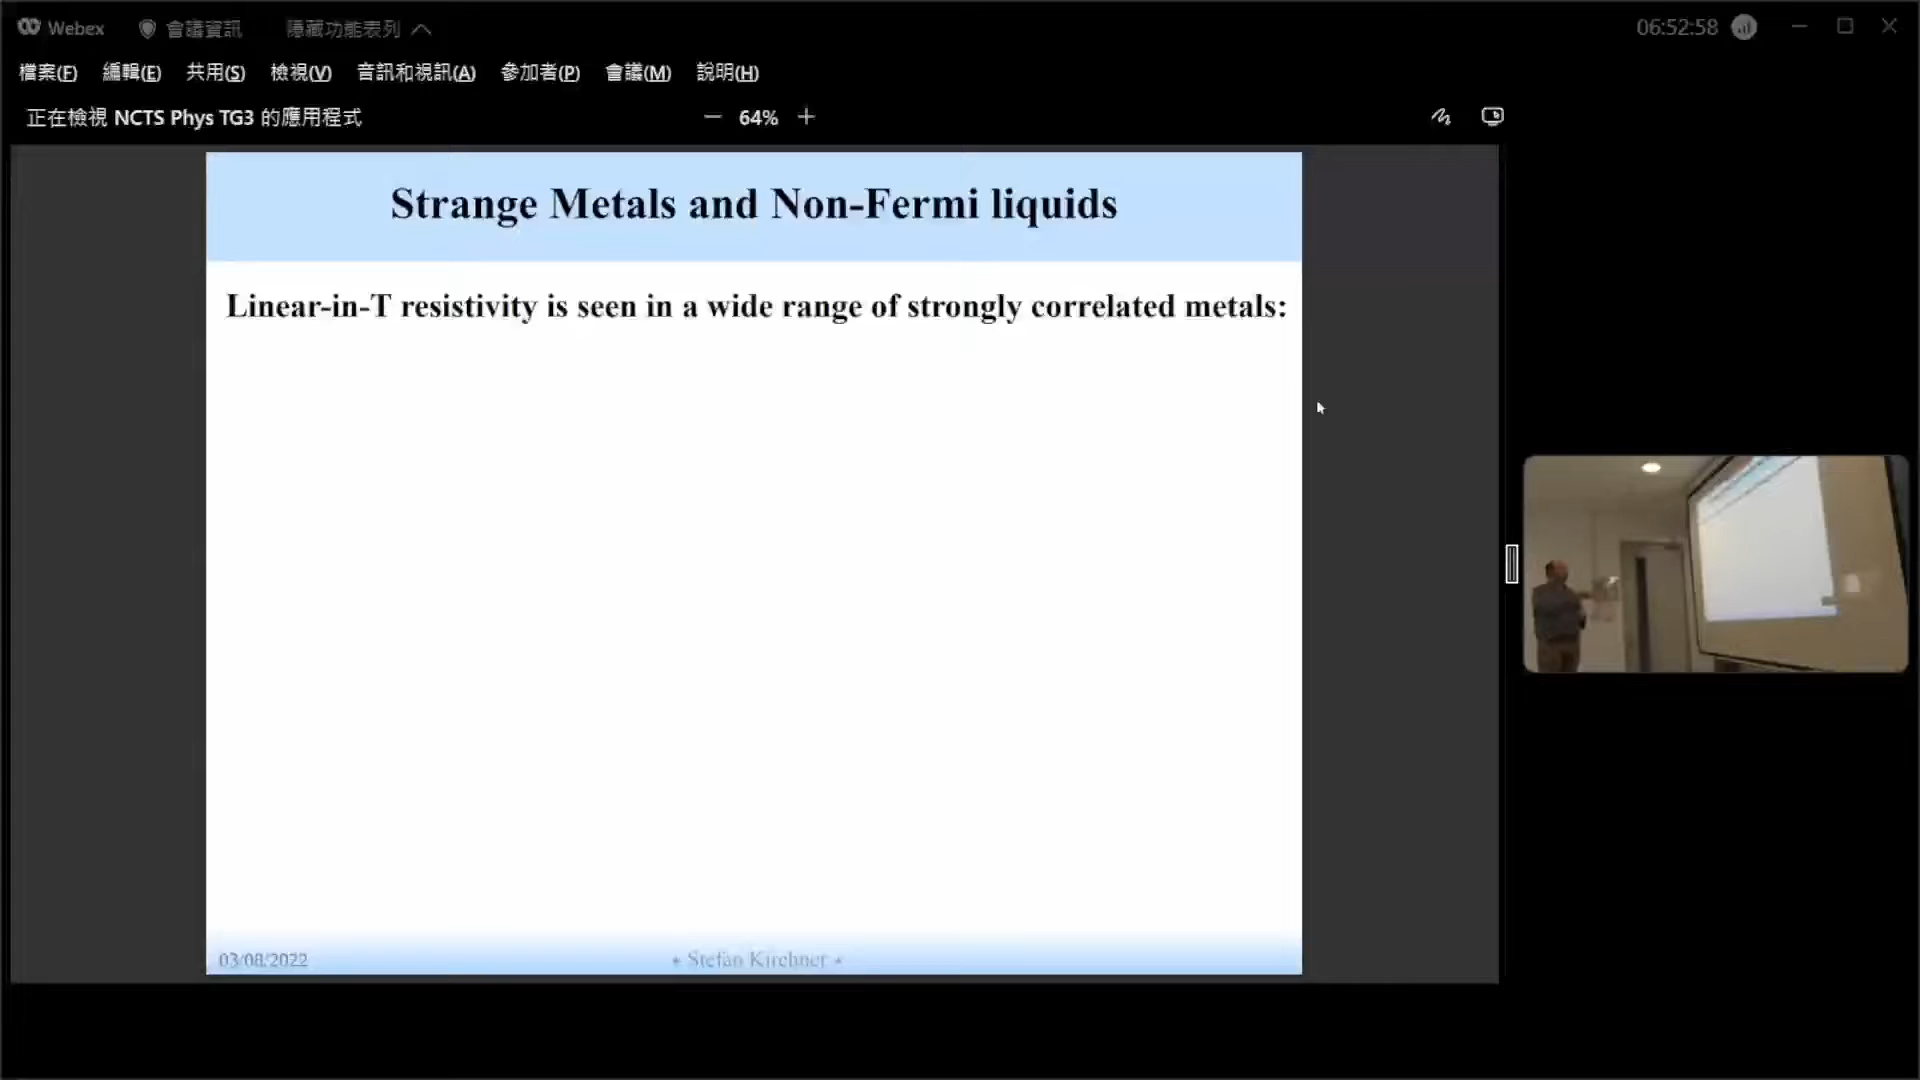 Webex 會議資訊 隱藏功能表列 06:52:58
檔案(F) 編輯(E) 共用(S) 檢視(V) 音訊和視訊(A) 參加者(P) 會議(M) 說明(H)
正在檢視 NCTS Phys TG3 的應用程式 64%
Strange Metals and Non-Fermi liquids
Linear-in-T resistivity is seen in a wide range of strongly correlated metals:
03/08/2022 Stefan Kirchner